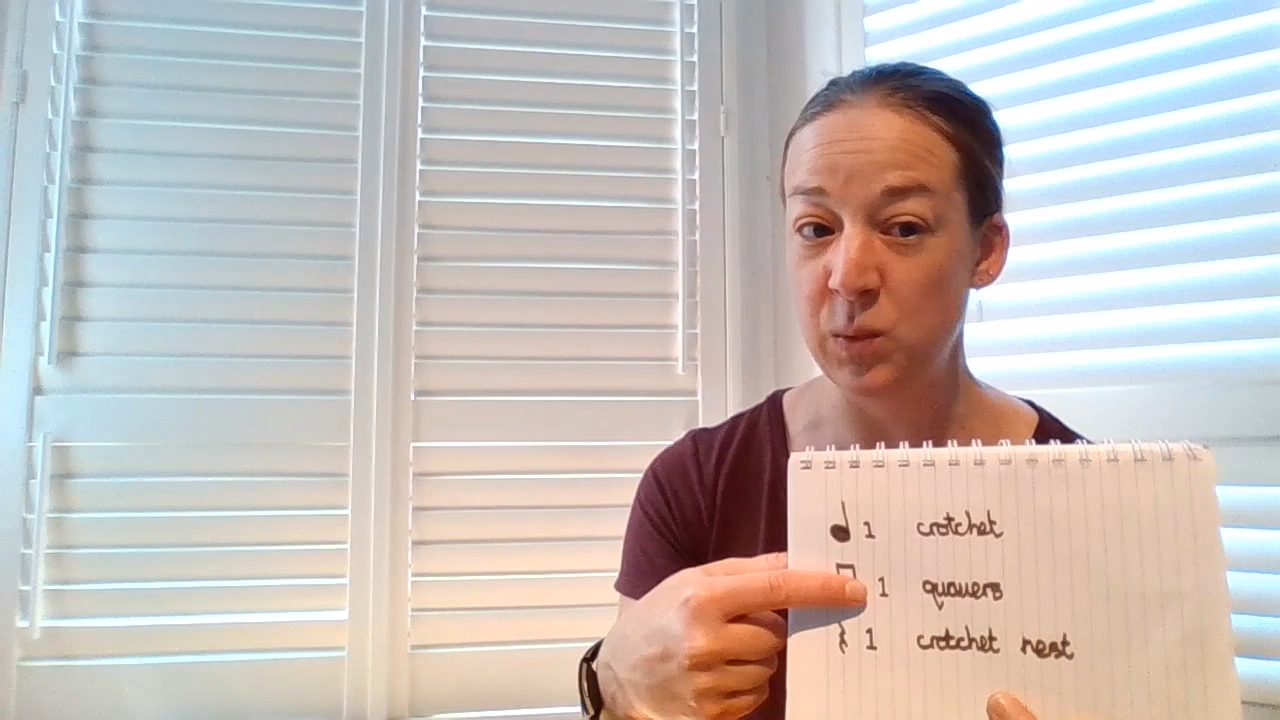 ♩ 1 crotchet
♫ 1 quavers
𝄽 1 crotchet rest